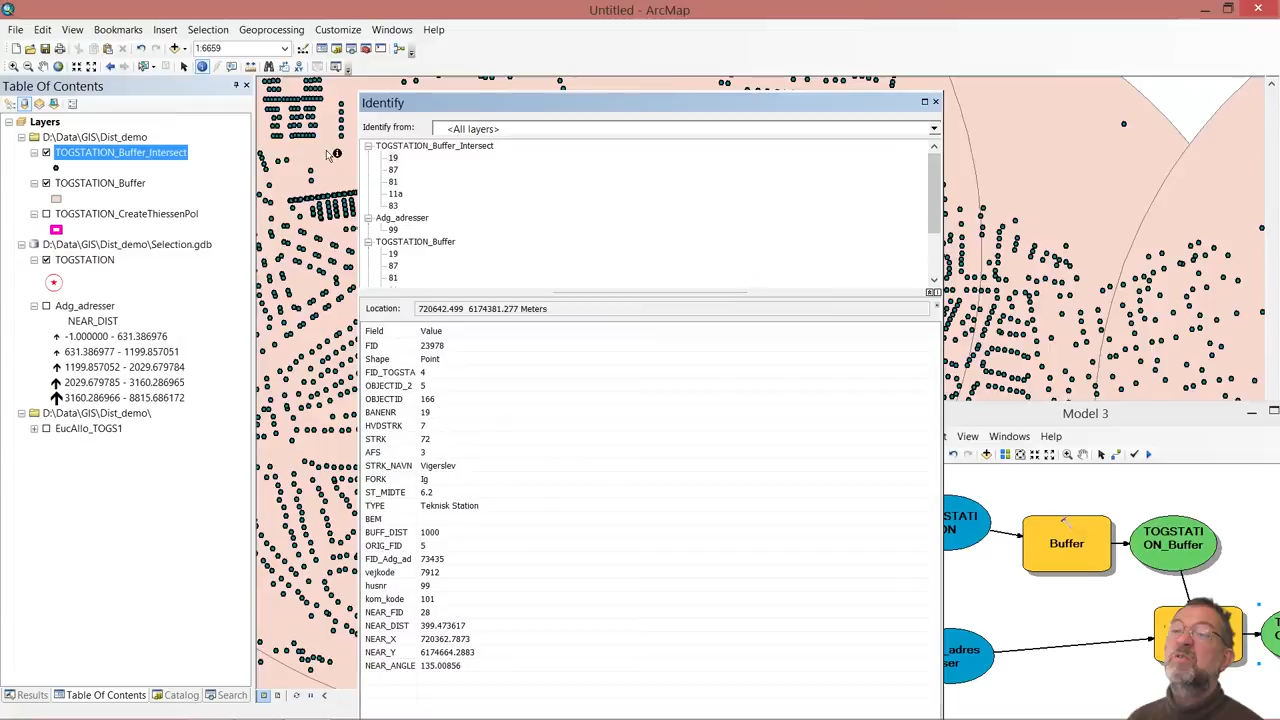 Untitled - ArcMap
File Edit View Bookmarks Insert Selection Geoprocessing Customize Windows Help
1:6659
Table Of Contents
Layers
D:\Data\GIS\Dist_demo
TOGSTATION_Buffer_Intersect
TOGSTATION_Buffer
TOGSTATION_CreateThiessenPol
D:\Data\GIS\Dist_demo\Selection.gdb
TOGSTATION
Adg_adresser
NEAR_DIST
-1.000000 - 631.386976
631.386977 - 1199.857051
1199.857052 - 2029.679784
2029.679785 - 3160.286965
3160.286966 - 8815.686172
D:\Data\GIS\Dist_demo\
EucAllo_TOGS1
Results Table Of Contents Catalog Search
Identify
Identify from: <All layers>
TOGSTATION_Buffer_Intersect
19
87
81
11a
83
Adg_adresser
99
TOGSTATION_Buffer
19
87
81
Location: 720642.499 6174381.277 Meters
Field Value
FID 23978
Shape Point
FID_TOGSTA 4
OBJECTID_2 5
OBJECTID 166
BANENR 19
HVDSTRK 7
STRK 72
AFS 3
STRK_NAVN Vigerslev
FORK Ig
ST_MIDTE 6.2
TYPE Teknisk Station
BEM
BUFF_DIST 1000
ORIG_FID 5
FID_Adg_ad 73435
vejkode 7912
husnr 99
kom_kode 101
NEAR_FID 28
NEAR_DIST 399.473617
NEAR_X 720362.7873
NEAR_Y 6174664.2883
NEAR_ANGLE 135.00856
Model 3
t View Windows Help
STATI
ON
Buffer
TOGSTATI
ON_Buffer
_adres
ser